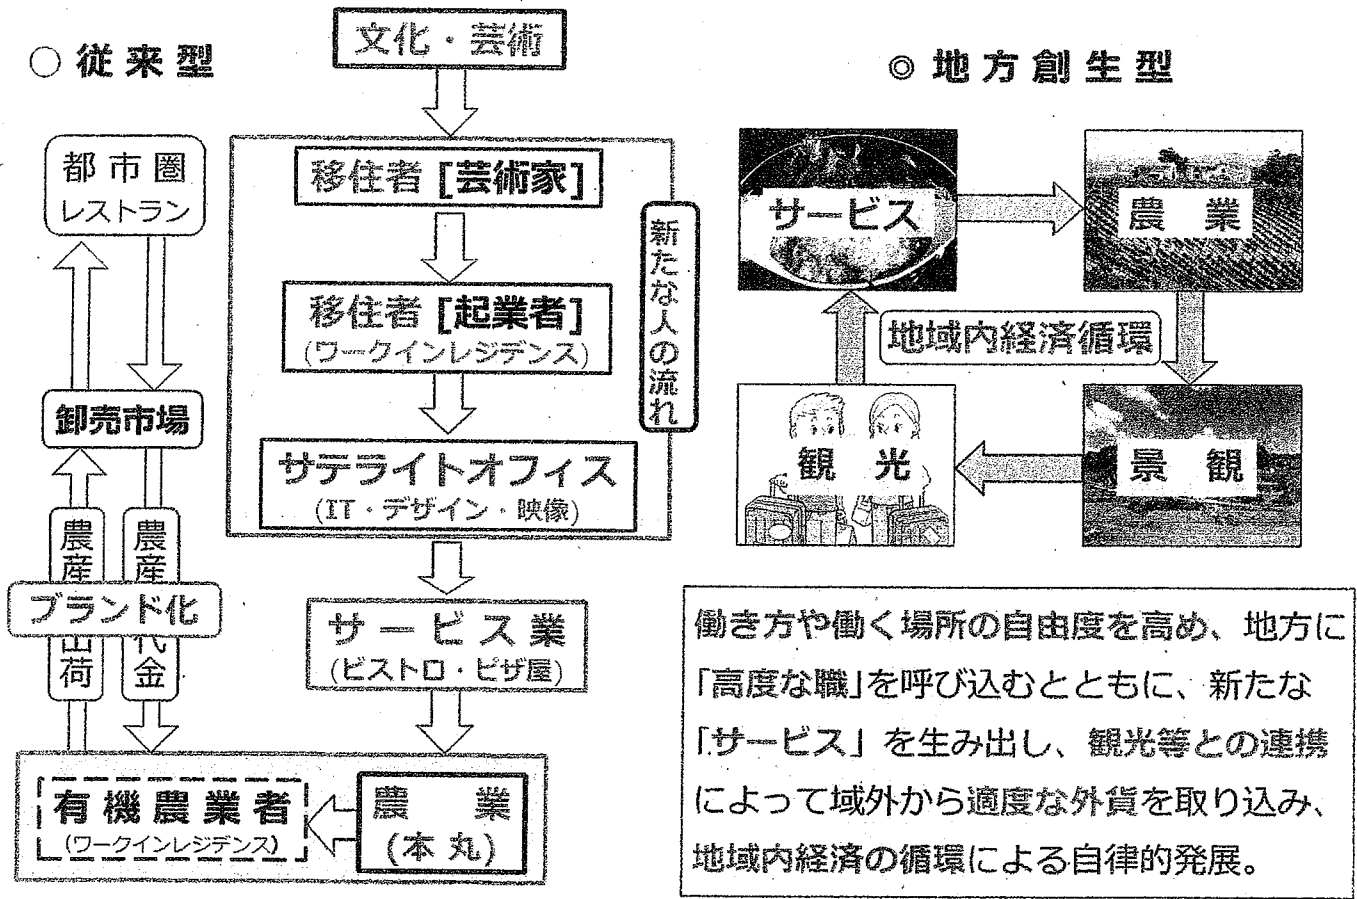 ○ 従来型
文化・芸術
◎ 地方創生型
都市圏
レストラン
卸売市場
農産
出荷
農産
代金
ブランド化
移住者 [芸術家]
移住者 [起業者]
(ワークインレジデンス)
サテライトオフィス
(IT・デザイン・映像)
新たな人の流れ
サービス業
(ビストロ・ピザ屋)
有機農業者
(ワークインレジデンス)
農業
(本丸)
サービス
農業
地域内経済循環
観光
景観
働き方や働く場所の自由度を高め、地方に
「高度な職」を呼び込むとともに、新たな
「サービス」を生み出し、観光等との連携
によって域外から適度な外貨を取り込み、
地域内経済の循環による自律的発展。